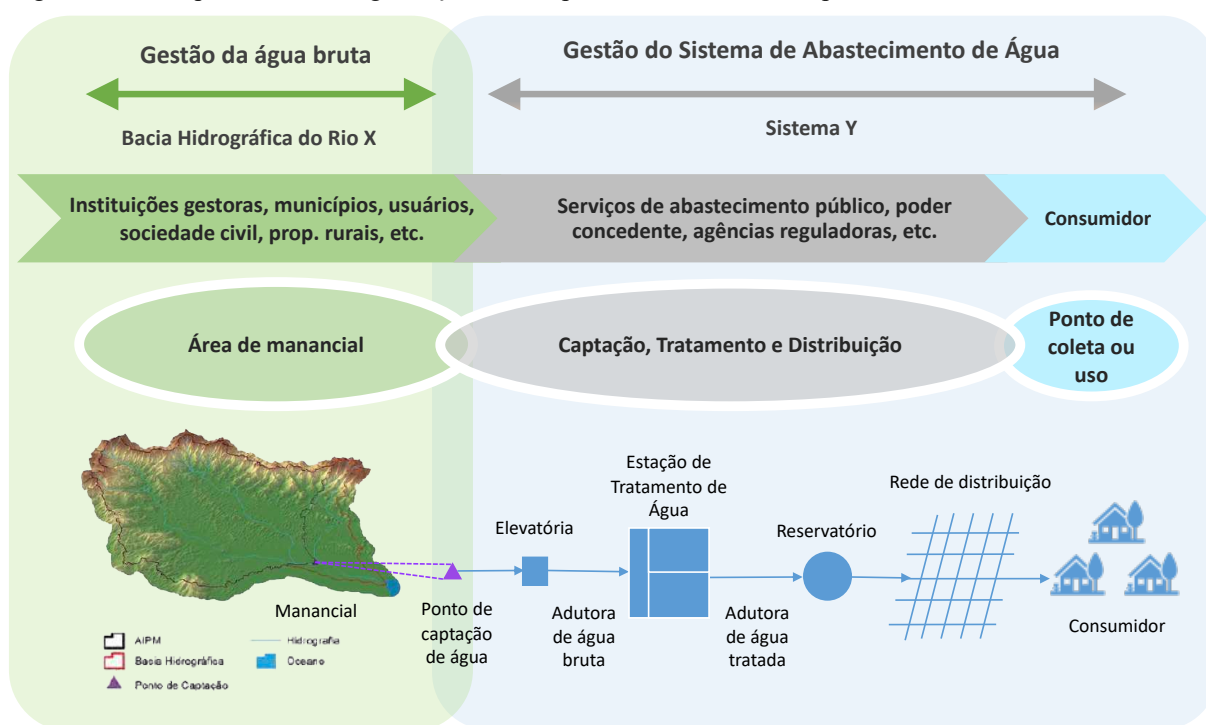 Gestão da água bruta
Gestão do Sistema de Abastecimento de Água
Bacia Hidrográfica do Rio X
Sistema Y
Instituições gestoras, municípios, usuários,
sociedade civil, prop. rurais, etc.
Serviços de abastecimento público, poder
concedente, agências reguladoras, etc.
Consumidor
Área de manancial
Captação, Tratamento e Distribuição
Ponto de
coleta ou
uso
Estação de
Tratamento de
Água
Rede de distribuição
Elevatória
Reservatório
Manancial
Ponto de
captação
de água
Adutora
de água
bruta
Adutora
de água
tratada
Consumidor
AIPM
Hidrografia
Bacia Hidrográfica
Oceano
Ponto de Captação